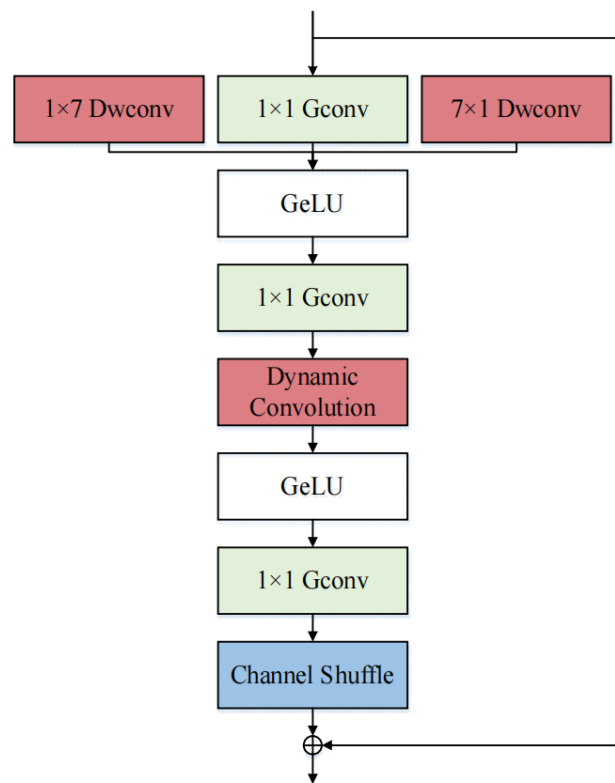 1×7 Dwconv
1×1 Gconv
7×1 Dwconv
GeLU
1×1 Gconv
Dynamic
Convolution
GeLU
1×1 Gconv
Channel Shuffle